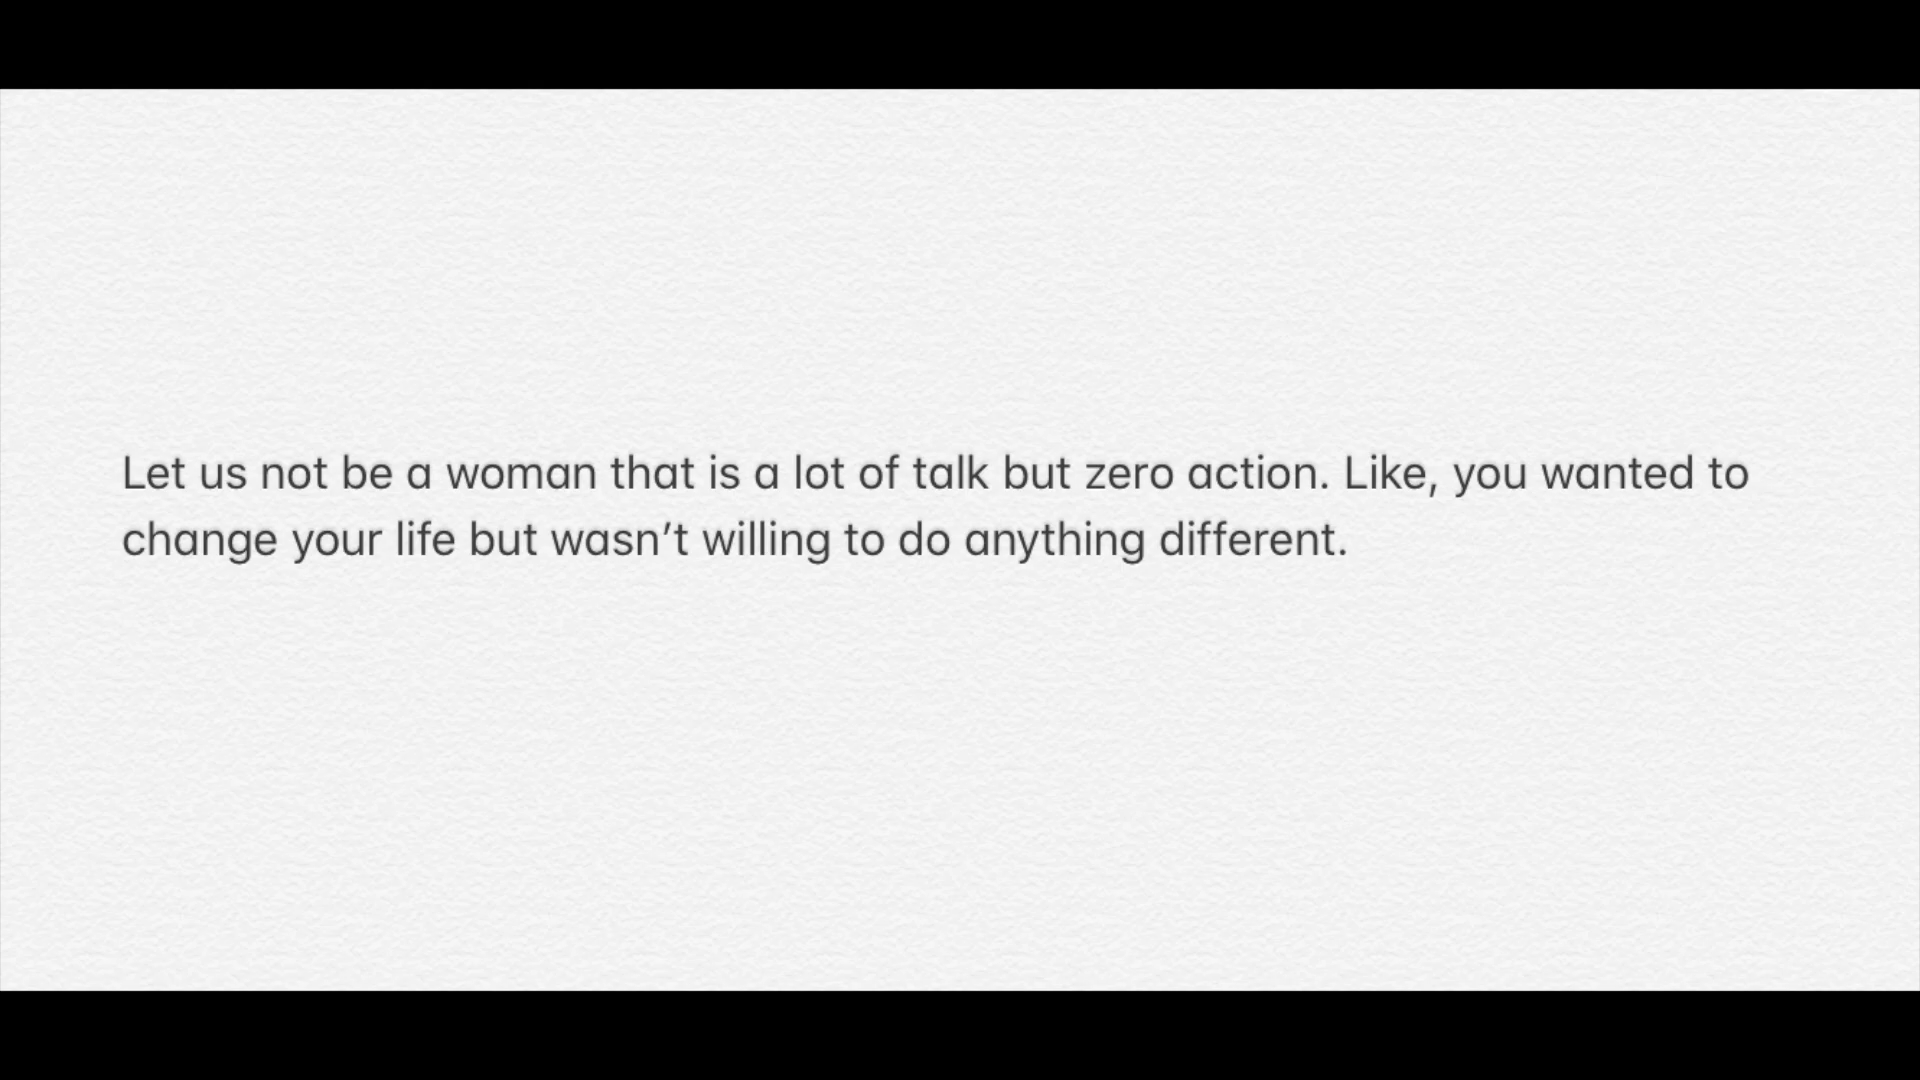 Let us not be a woman that is a lot of talk but zero action. Like, you wanted to
change your life but wasn’t willing to do anything different.